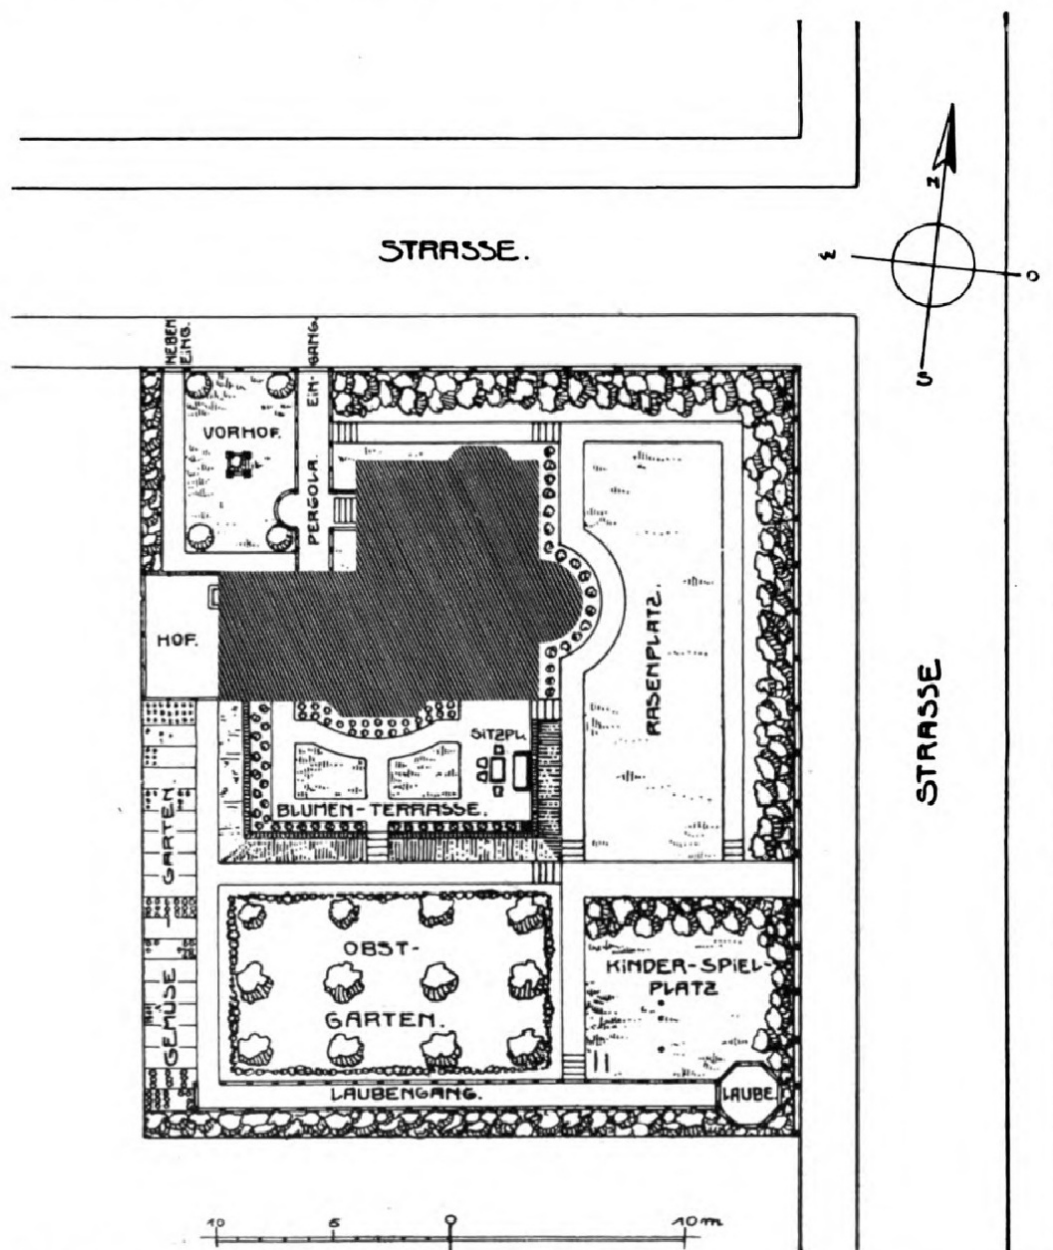 N
W
O
S
STRASSE.
NEBEN
EING.
EIN-GANG.
VORHOF.
PERGOLA.
HOF.
RASENPLATZ.
STRASSE
SITZPL.
BLUMEN-TERRASSE.
GEMÜSE-GARTEN
OBST-
GARTEN.
KINDER-SPIEL-
PLATZ
LAUBENGANG.
LAUBE.
10 5 0 10 m